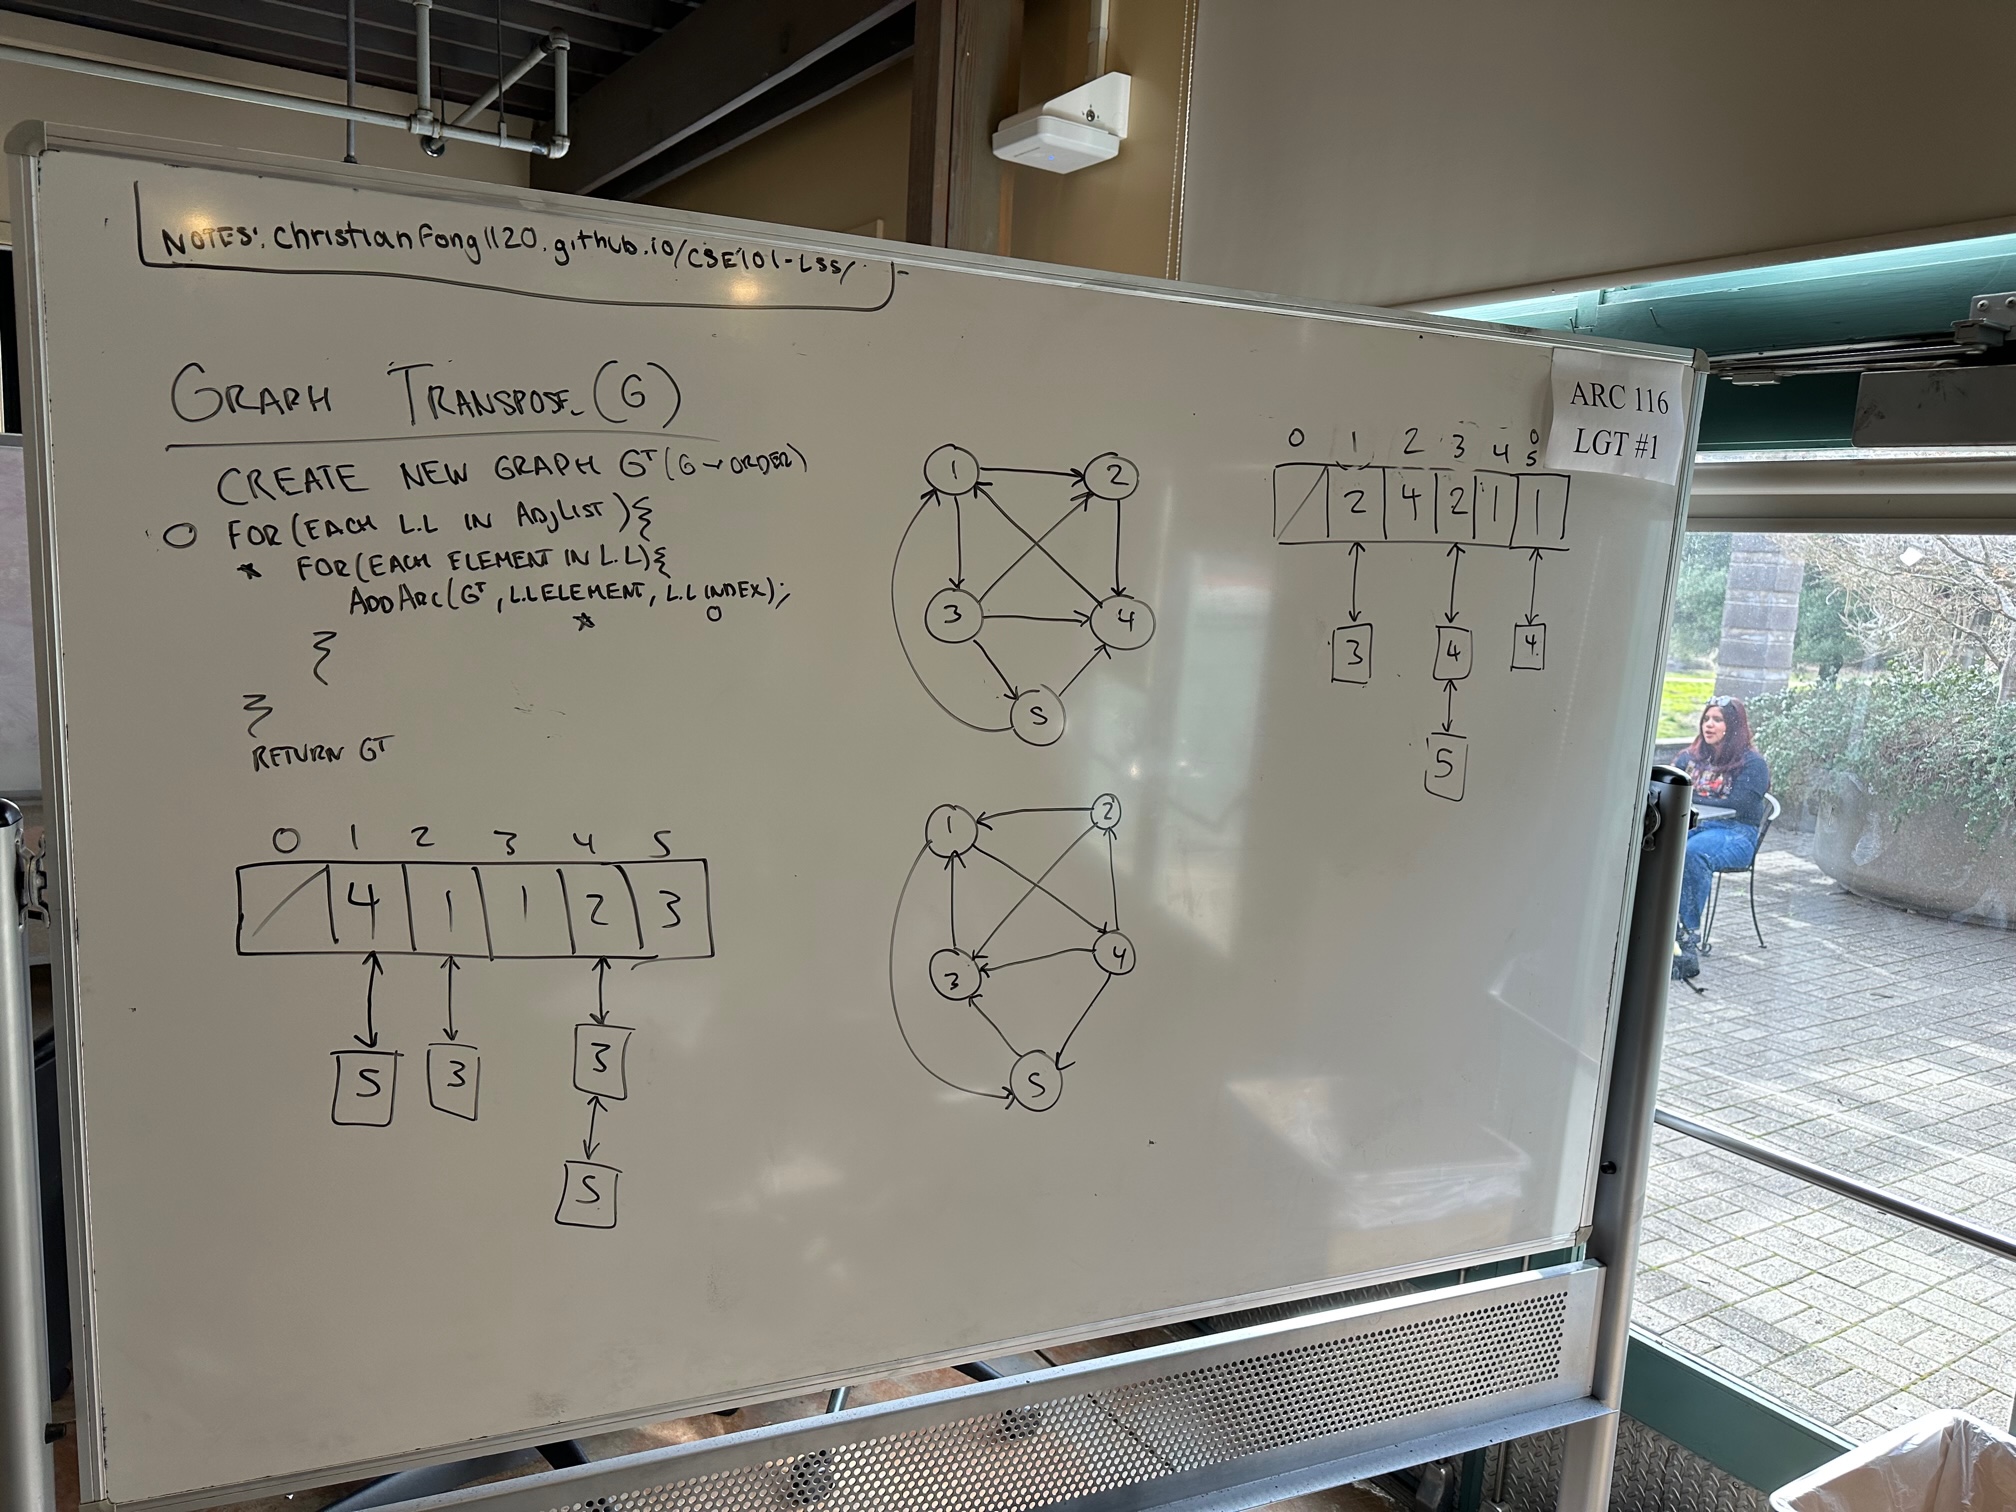 NOTES: christianfong1120.github.io/CSE101-LSS/
GRAPH TRANSPOSE (G)
CREATE NEW GRAPH GT (G→ORDER)
FOR (EACH L.L IN ADJLIST) {
* FOR (EACH ELEMENT IN L.L) {
ADDARC(GT, L.L ELEMENT, L.L INDEX);
}
}
RETURN GT
0 1 2 3 4 5
4 1 1 2 3
5 3 3
5
1 2
3 4
5
1 2
3 4
5
ARC 116
LGT #1
0 1 2 3 4 5
2 4 2 1 1
3 4 4
5